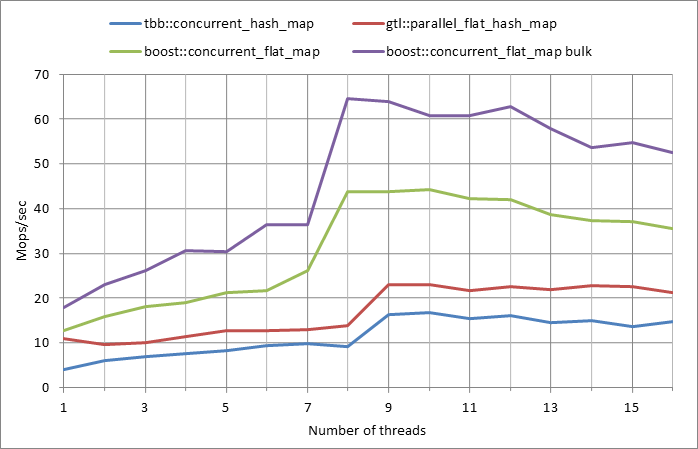 tbb::concurrent_hash_map
gtl::parallel_flat_hash_map
boost::concurrent_flat_map
boost::concurrent_flat_map bulk
70
60
50
40
30
20
10
0
Mops/sec
1 3 5 7 9 11 13 15
Number of threads